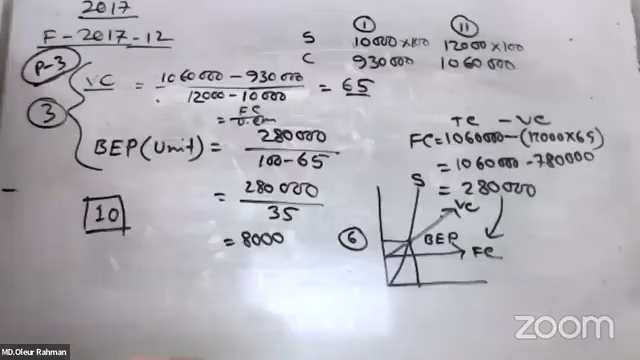 2017
F-2017-12
I II
S 10000×100 12000×100
C 930000 1060000
P-3
VC = 1060000-930000 / 12000-10000 = 65
3
= FC
TC - VC
BEP(Unit) = 280000 / 100-65
FC=1060000-(12000×65)
=1060000-780000
= 280000
= 280000 / 35
10
= 8000
6
S
VC
BEP
FC
MD.Oleur Rahman
zoom